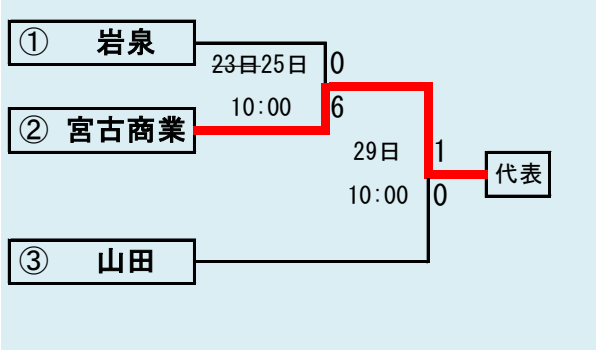 ① 岩泉
23日25日 0
10:00 6
② 宮古商業
29日 1
代表
10:00 0
③ 山田